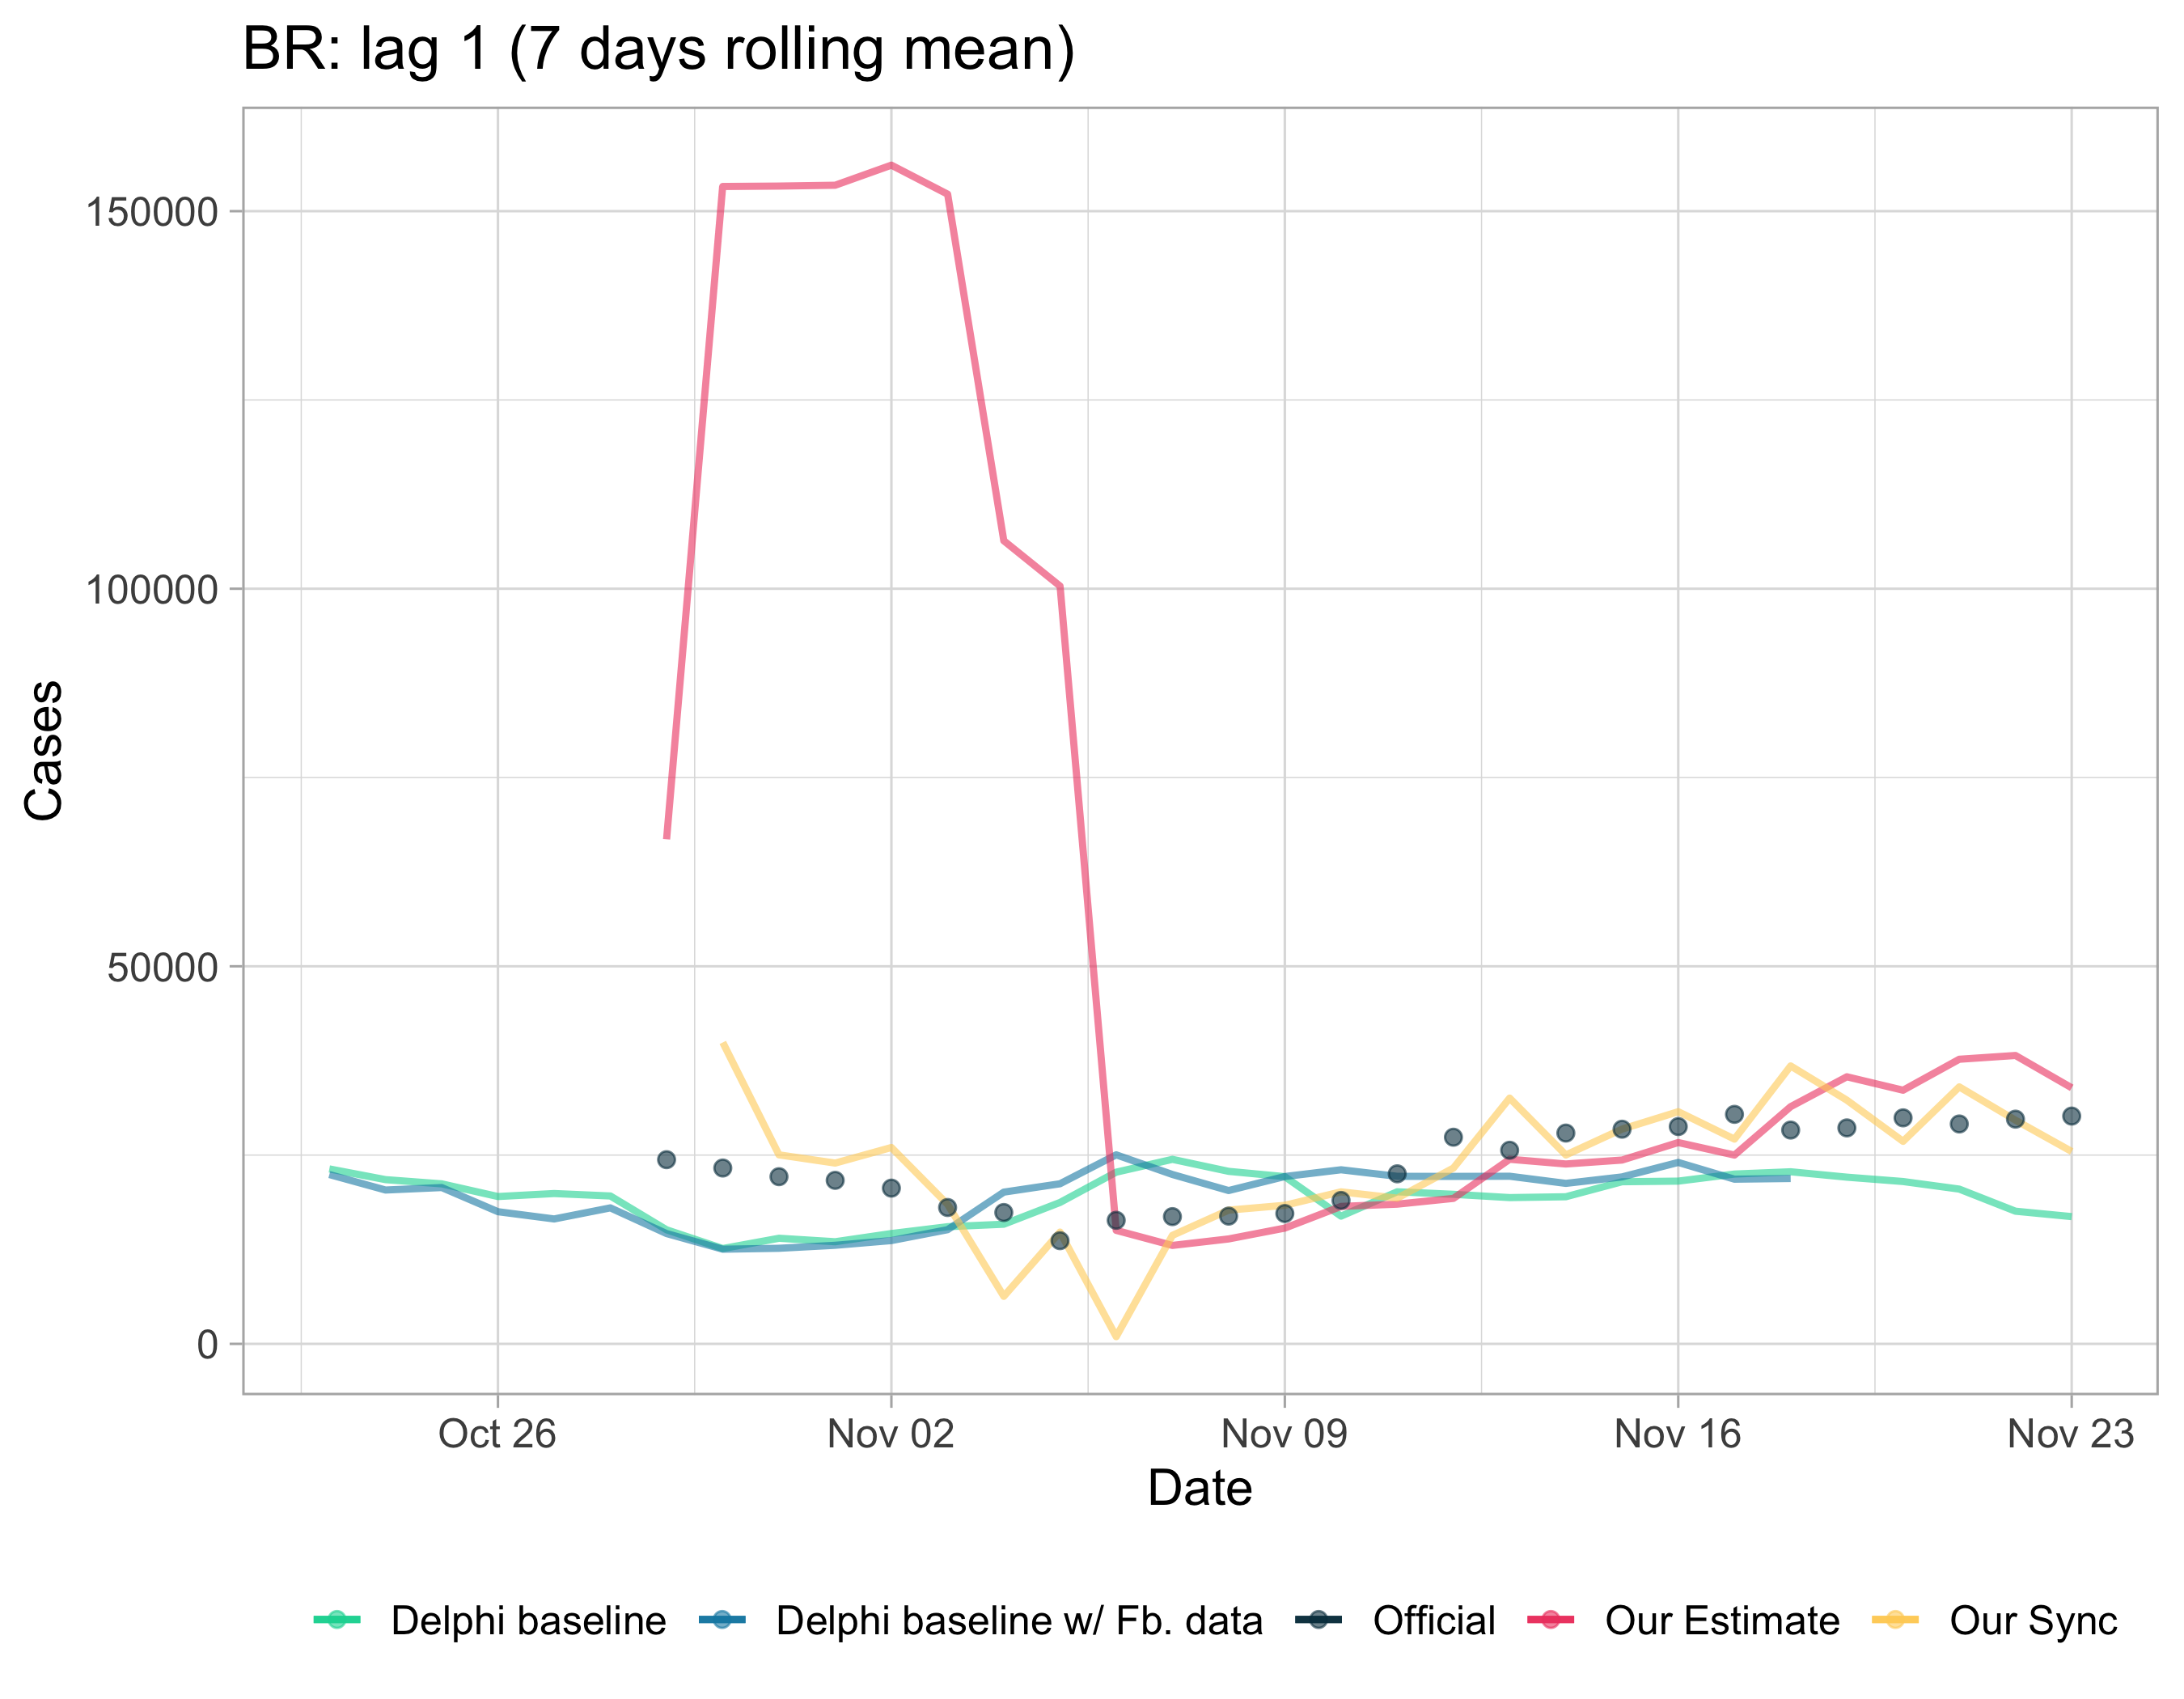 BR: lag 1 (7 days rolling mean)
150000
100000
50000
0
Cases
Oct 26 Nov 02 Nov 09 Nov 16 Nov 23
Date
Delphi baseline Delphi baseline w/ Fb. data Official Our Estimate Our Sync